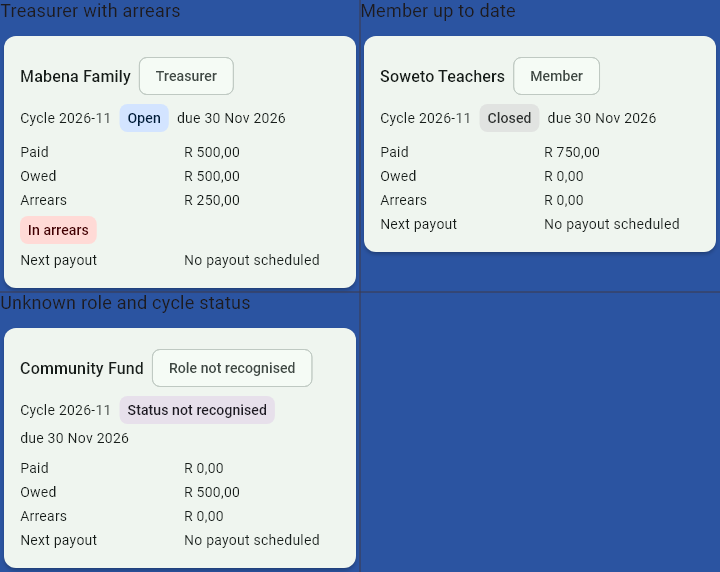 Treasurer with arrears
Mabena Family Treasurer
Cycle 2026-11 Open due 30 Nov 2026
Paid R 500,00
Owed R 500,00
Arrears R 250,00
In arrears
Next payout No payout scheduled
Member up to date
Soweto Teachers Member
Cycle 2026-11 Closed due 30 Nov 2026
Paid R 750,00
Owed R 0,00
Arrears R 0,00
Next payout No payout scheduled
Unknown role and cycle status
Community Fund Role not recognised
Cycle 2026-11 Status not recognised
due 30 Nov 2026
Paid R 0,00
Owed R 500,00
Arrears R 0,00
Next payout No payout scheduled